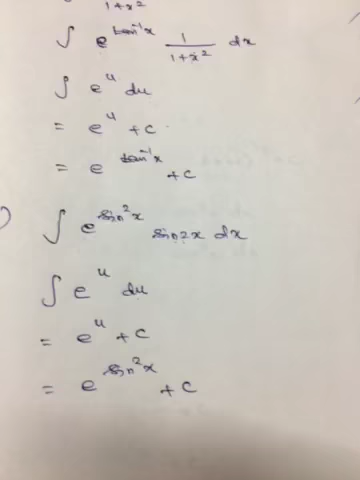 1+x²
∫ e^{tan⁻¹x} 1/(1+x²) dx
∫ e^u du
= e^u + c.
= e^{tan⁻¹x} + c
) ∫ e^{sin²x} sin2x dx
∫ e^u du
= e^u + c
= e^{sin²x} + c